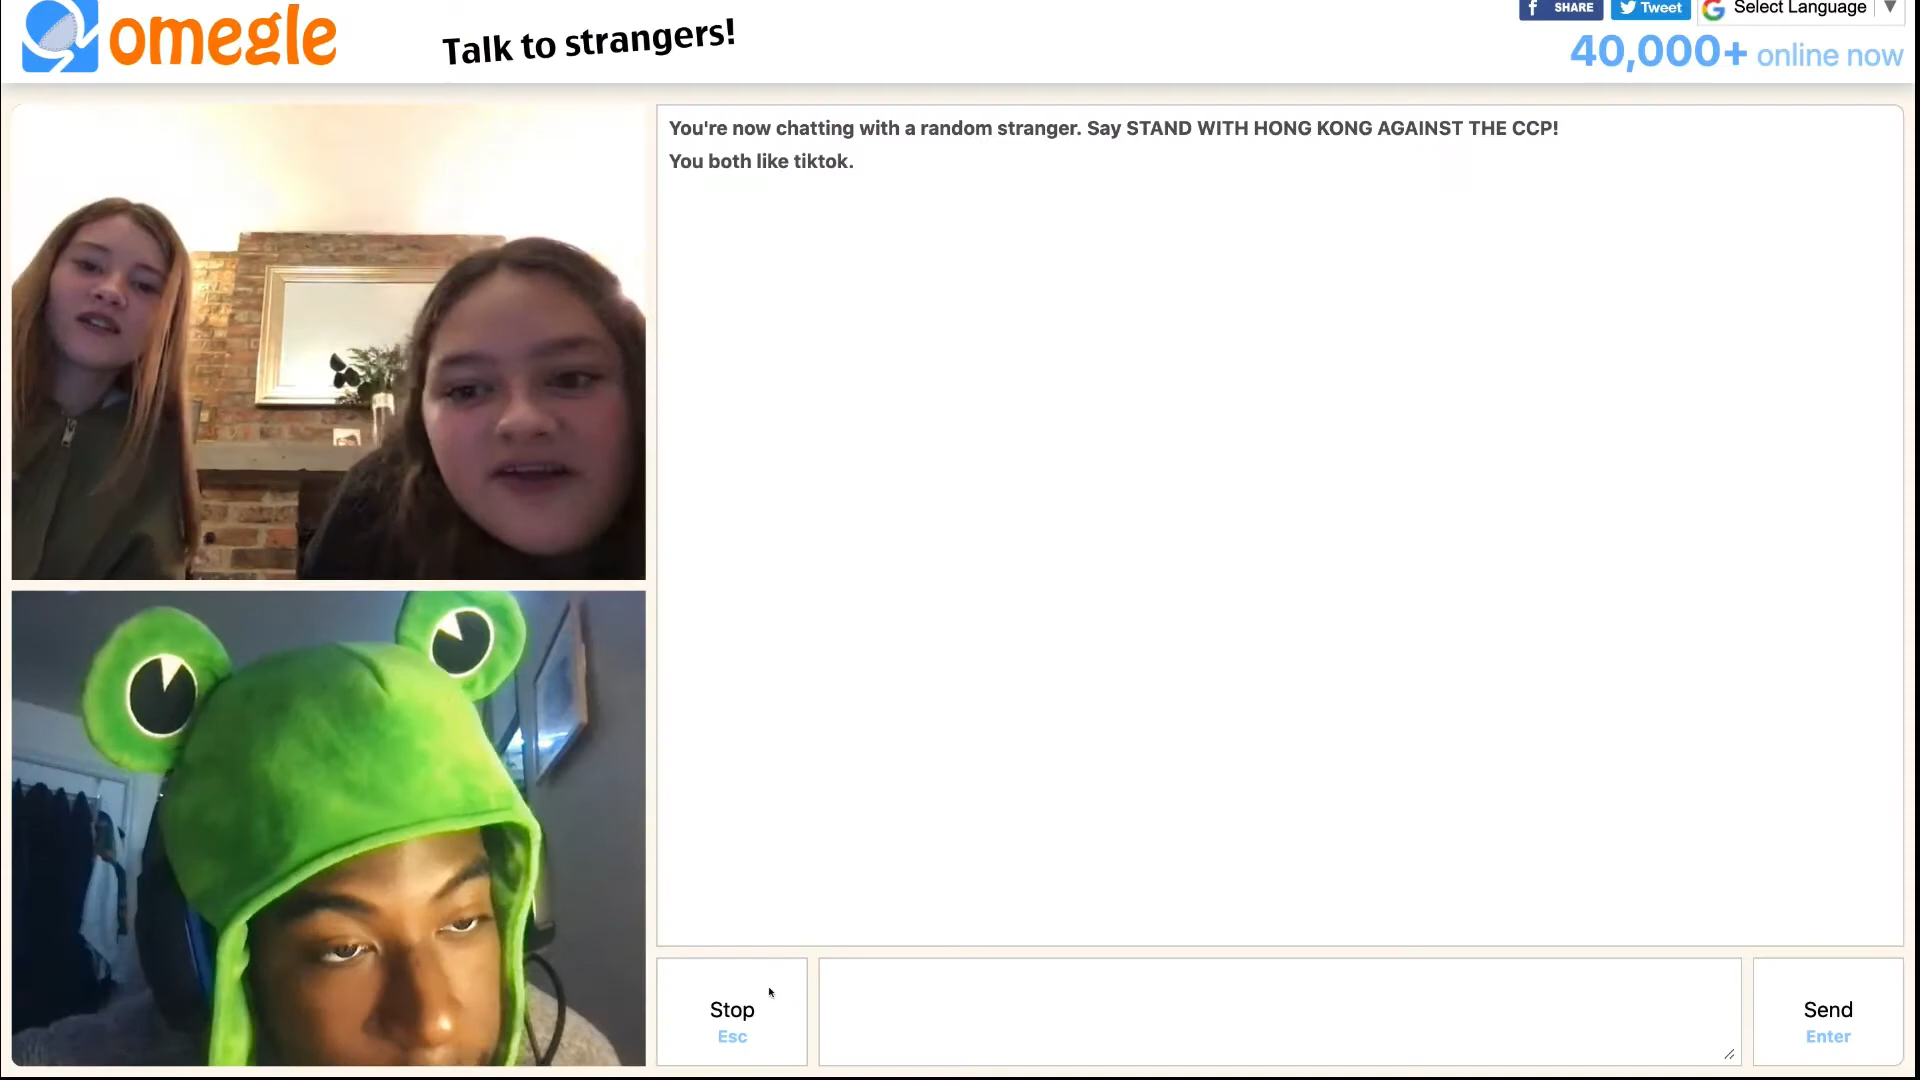 omegle
Talk to strangers!
SHARE
Tweet
Select Language
40,000+ online now
You're now chatting with a random stranger. Say STAND WITH HONG KONG AGAINST THE CCP!
You both like tiktok.
Stop
Esc
Send
Enter